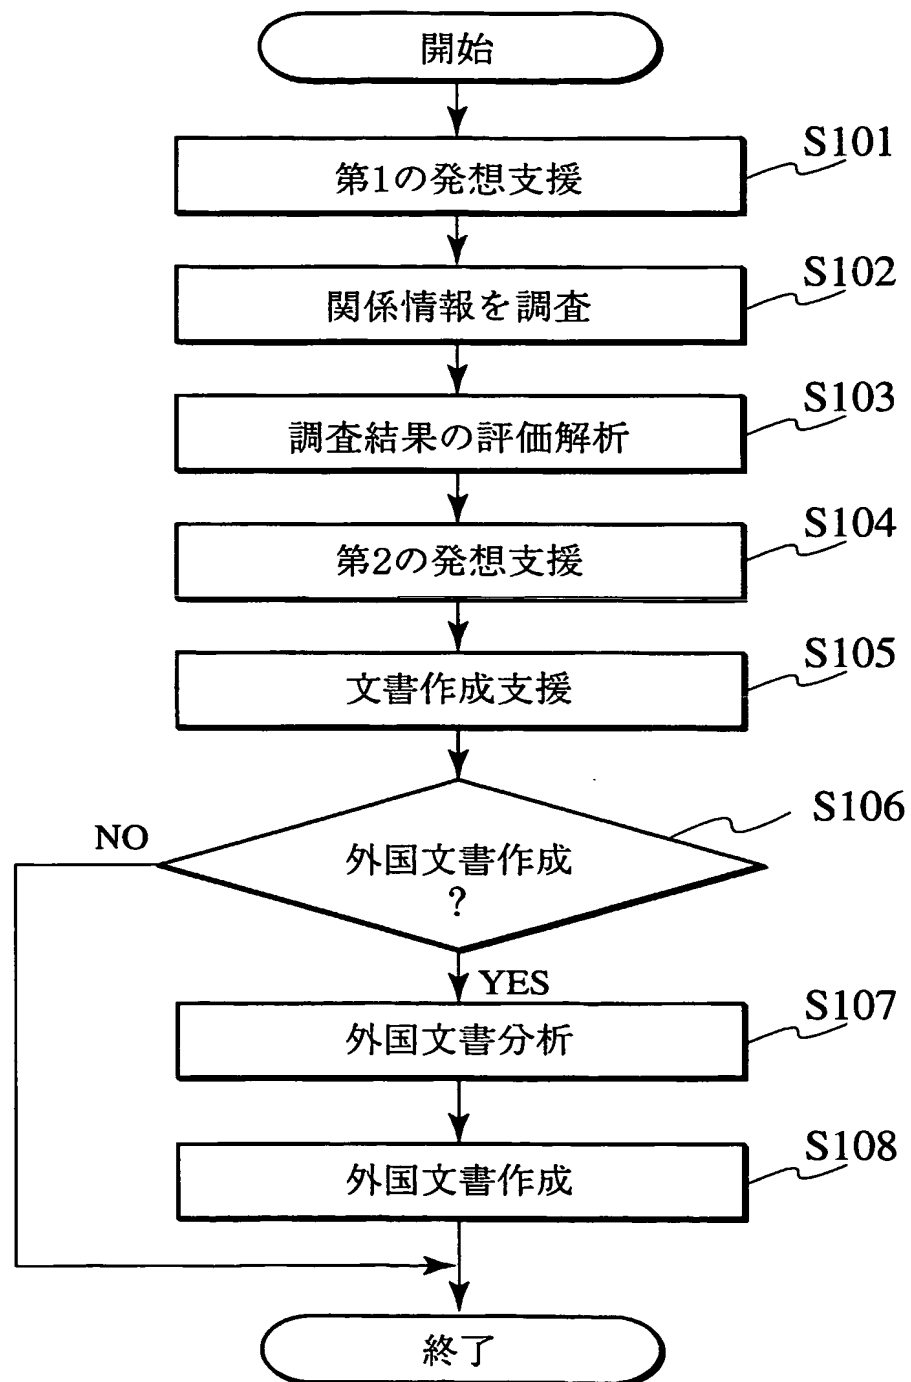 開始
第1の発想支援
S101
関係情報を調査
S102
調査結果の評価解析
S103
第2の発想支援
S104
文書作成支援
S105
外国文書作成
?
S106
NO
YES
外国文書分析
S107
外国文書作成
S108
終了